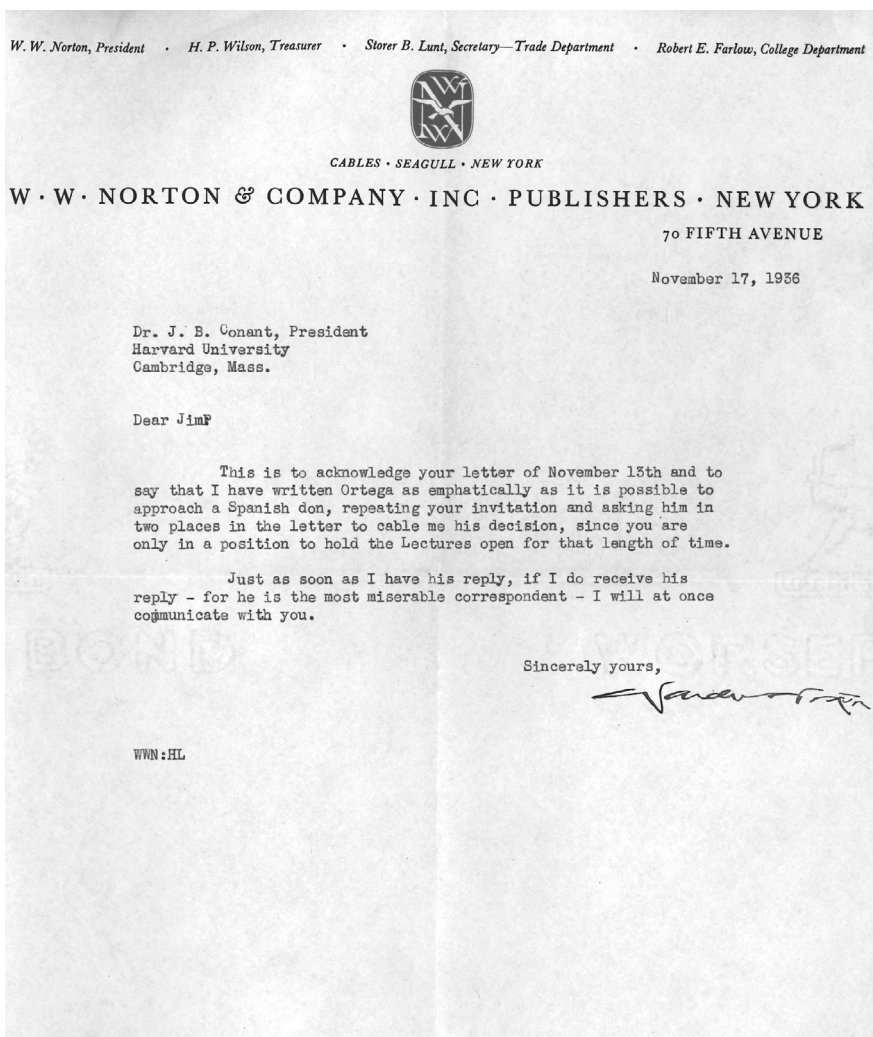 W. W. Norton, President · H. P. Wilson, Treasurer · Storer B. Lunt, Secretary—Trade Department · Robert E. Farlow, College Department
WW
NORTON
CABLES · SEAGULL · NEW YORK
W · W · NORTON & COMPANY · INC · PUBLISHERS · NEW YORK
70 FIFTH AVENUE
November 17, 1936
Dr. J. B. Conant, President
Harvard University
Cambridge, Mass.
Dear Jim
This is to acknowledge your letter of November 13th and to
say that I have written Ortega as emphatically as it is possible to
approach a Spanish don, repeating your invitation and asking him in
two places in the letter to cable me his decision, since you are
only in a position to hold the Lectures open for that length of time.
Just as soon as I have his reply, if I do receive his
reply - for he is the most miserable correspondent - I will at once
communicate with you.
Sincerely yours,
WWN:HL